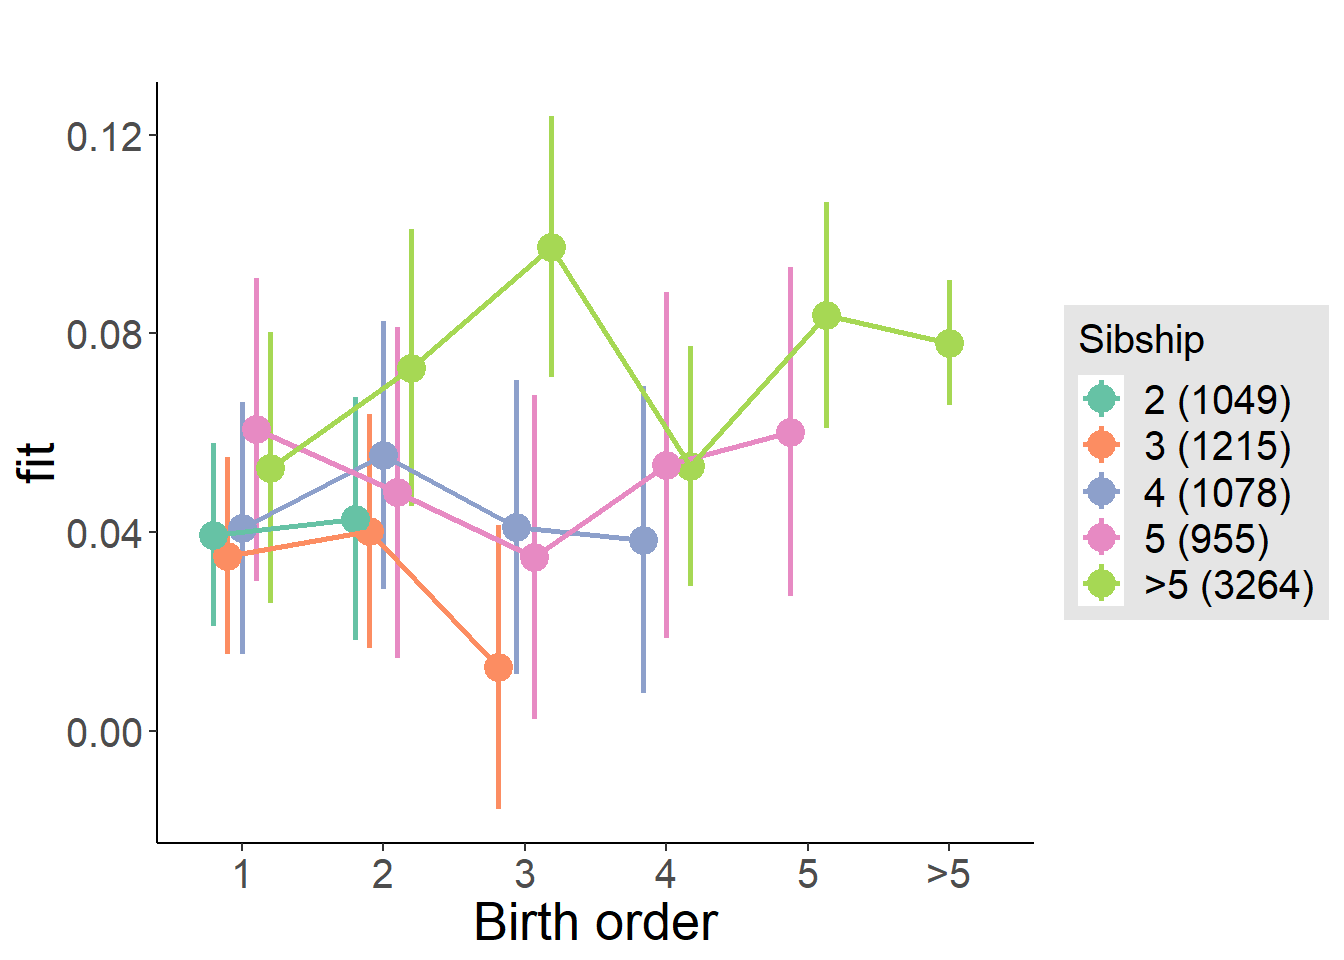 0.12
0.08
0.04
0.00
fit
1 2 3 4 5 >5
Birth order
Sibship
2 (1049)
3 (1215)
4 (1078)
5 (955)
>5 (3264)